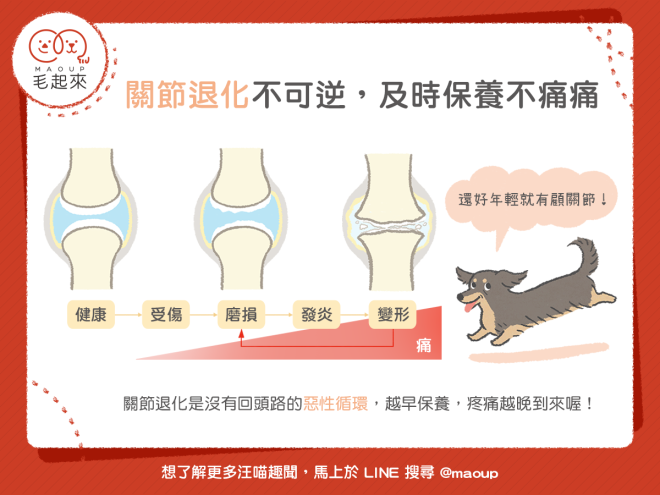 MAOUP
毛起來
關節退化不可逆，及時保養不痛痛
還好年輕就有顧關節！
健康
受傷
磨損
發炎
變形
痛
關節退化是沒有回頭路的惡性循環，越早保養，疼痛越晚到來喔！
想了解更多汪喵趣聞，馬上於 LINE 搜尋 @maoup